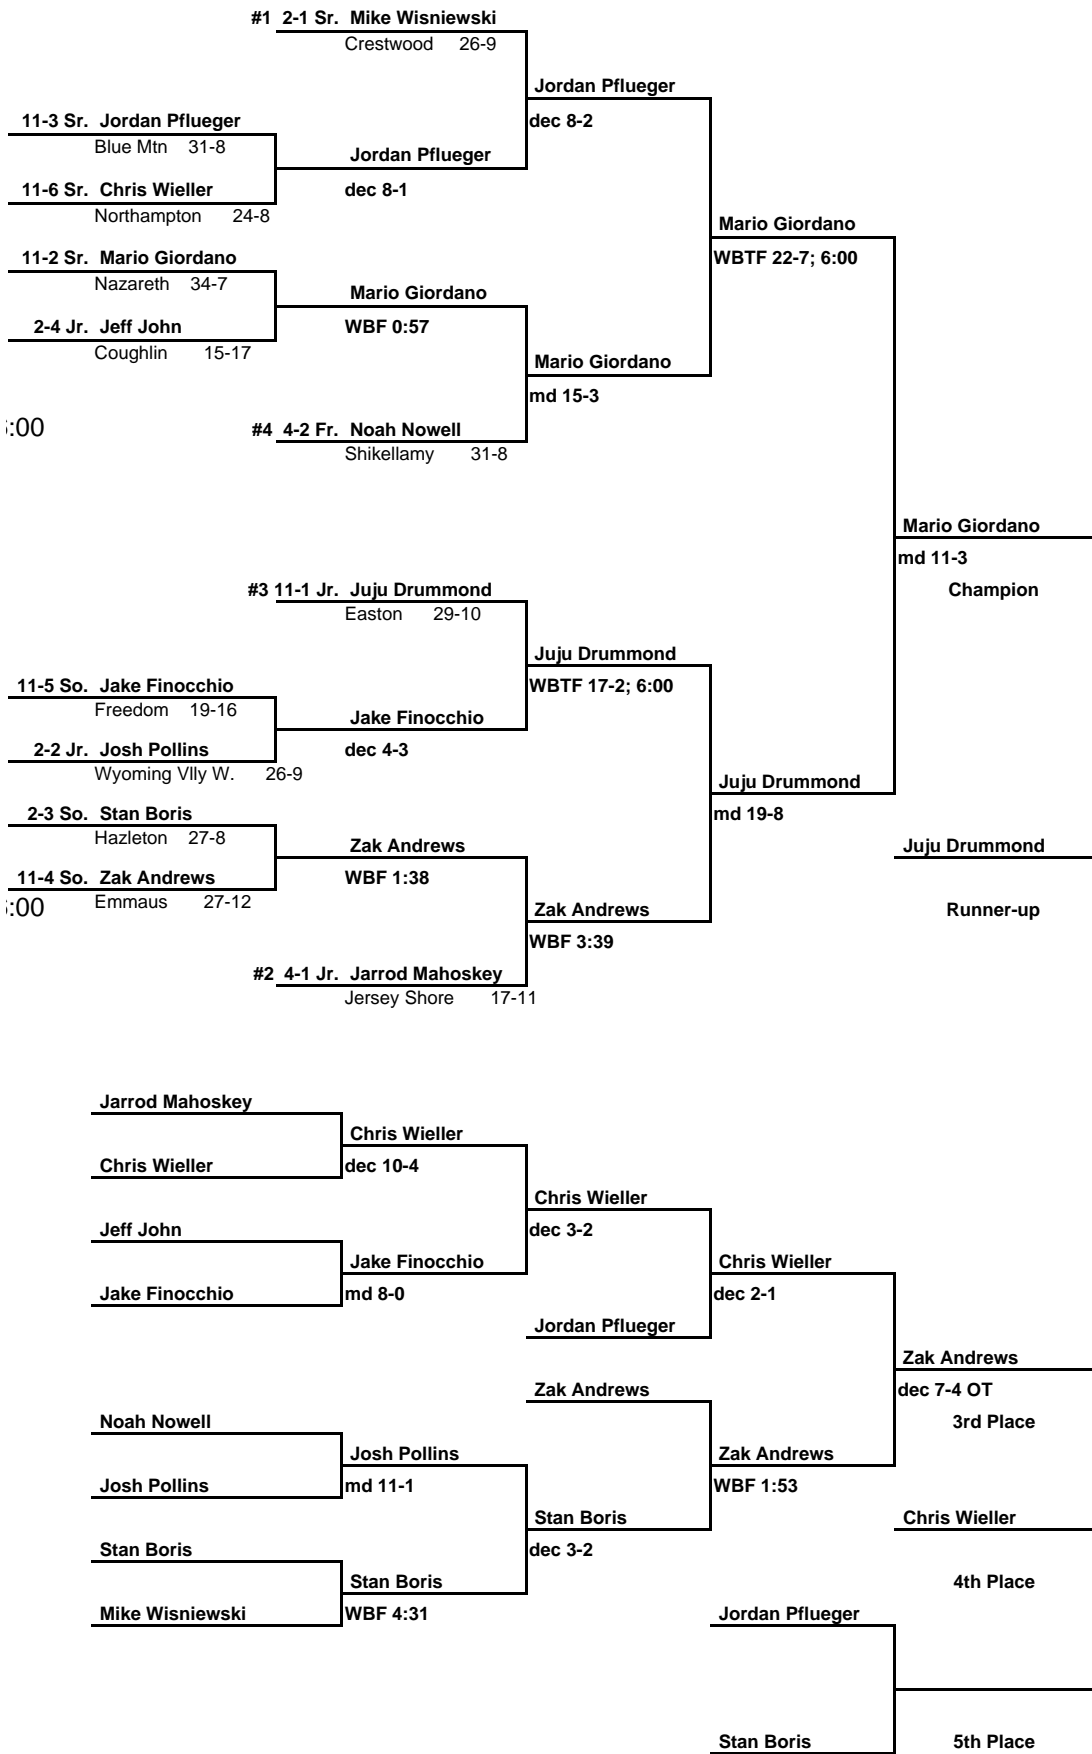 #1 2-1 Sr. Mike Wisniewski
Crestwood 26-9
Jordan Pflueger
11-3 Sr. Jordan Pflueger
dec 8-2
Blue Mtn 31-8
Jordan Pflueger
11-6 Sr. Chris Wieller
dec 8-1
Northampton 24-8
Mario Giordano
11-2 Sr. Mario Giordano
WBTF 22-7; 6:00
Nazareth 34-7
Mario Giordano
2-4 Jr. Jeff John
WBF 0:57
Coughlin 15-17
Mario Giordano
md 15-3
:00
#4 4-2 Fr. Noah Nowell
Shikellamy 31-8
Mario Giordano
md 11-3
#3 11-1 Jr. Juju Drummond
Champion
Easton 29-10
Juju Drummond
11-5 So. Jake Finocchio
WBTF 17-2; 6:00
Freedom 19-16
Jake Finocchio
2-2 Jr. Josh Pollins
dec 4-3
Wyoming Vlly W. 26-9
Juju Drummond
2-3 So. Stan Boris
md 19-8
Hazleton 27-8
Zak Andrews
Juju Drummond
11-4 So. Zak Andrews
WBF 1:38
:00
Emmaus 27-12
Zak Andrews
Runner-up
WBF 3:39
#2 4-1 Jr. Jarrod Mahoskey
Jersey Shore 17-11
Jarrod Mahoskey
Chris Wieller
Chris Wieller
dec 10-4
Chris Wieller
Jeff John
dec 3-2
Jake Finocchio
Chris Wieller
Jake Finocchio
md 8-0
dec 2-1
Jordan Pflueger
Zak Andrews
Zak Andrews
dec 7-4 OT
Noah Nowell
3rd Place
Josh Pollins
Zak Andrews
Josh Pollins
md 11-1
WBF 1:53
Stan Boris
Chris Wieller
Stan Boris
dec 3-2
Stan Boris
4th Place
Mike Wisniewski
WBF 4:31
Jordan Pflueger
Stan Boris
5th Place